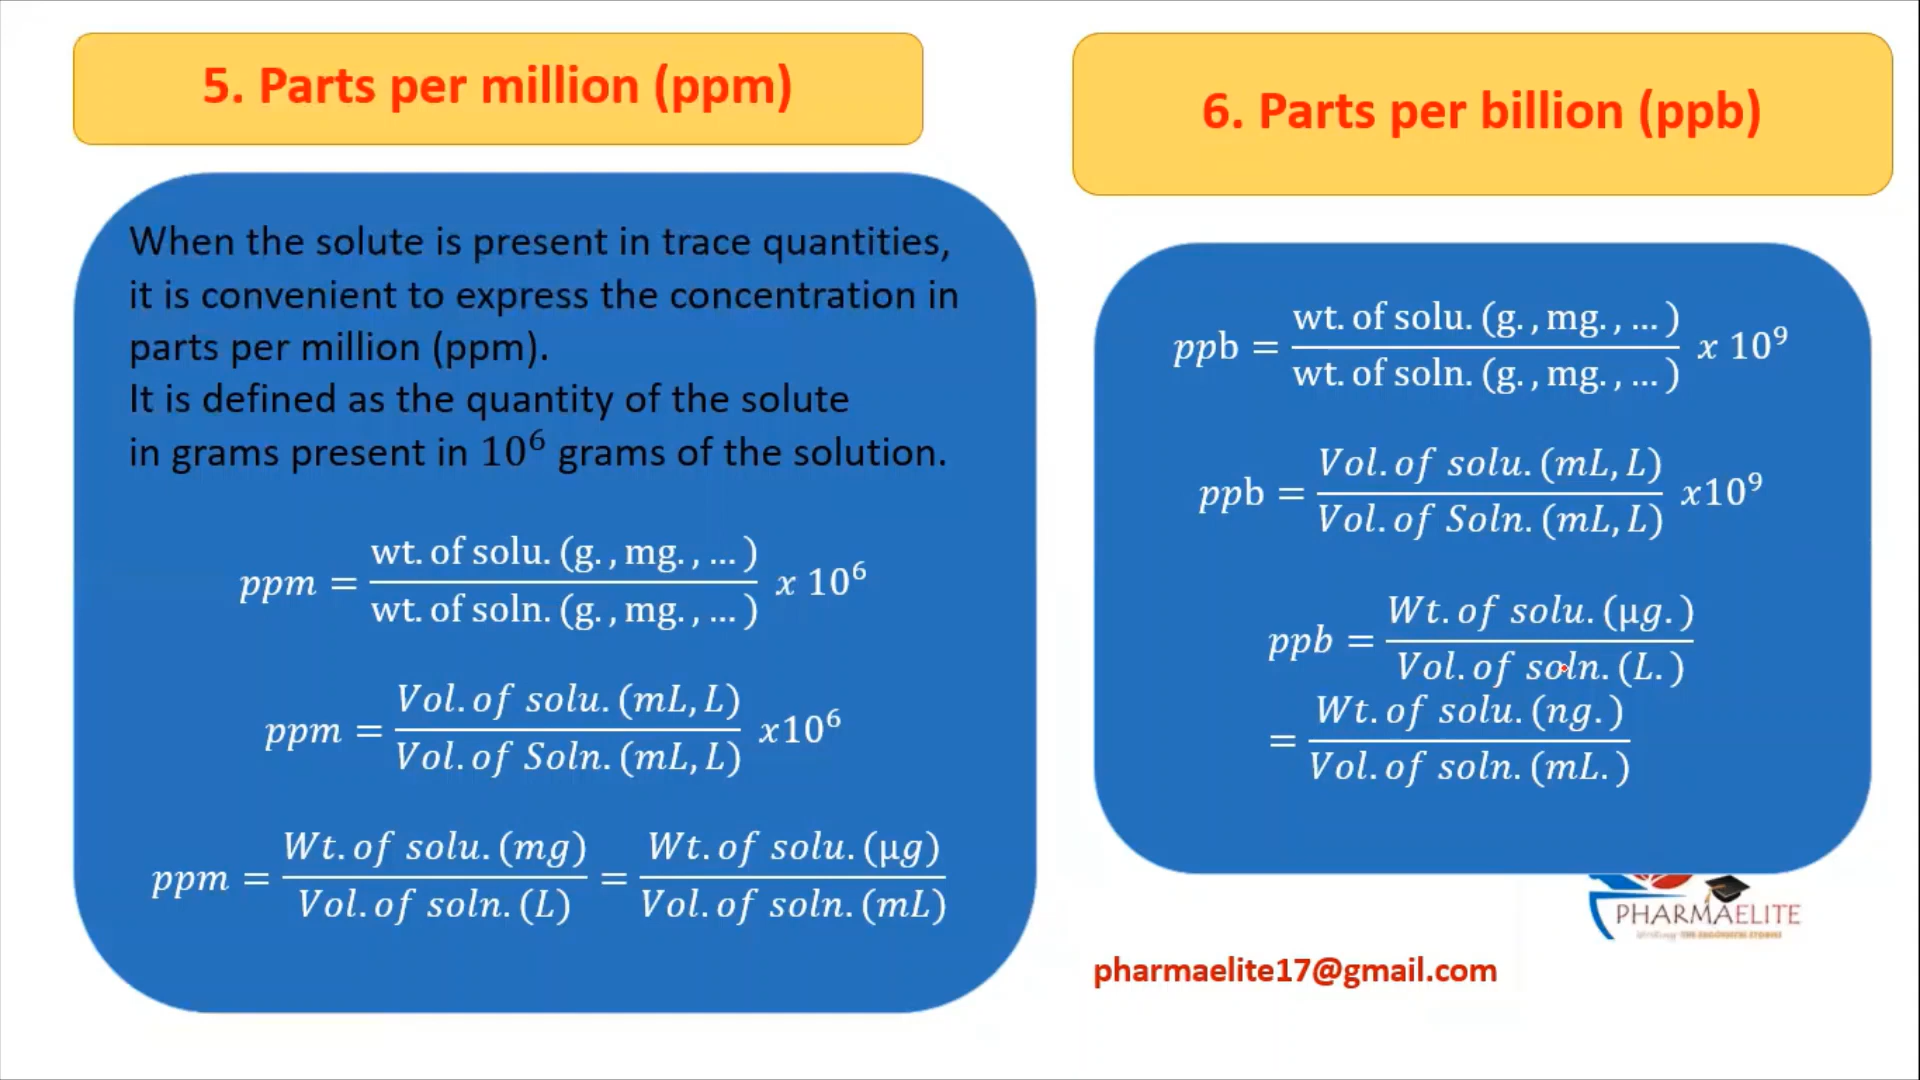 5. Parts per million (ppm)
When the solute is present in trace quantities,
it is convenient to express the concentration in
parts per million (ppm).
It is defined as the quantity of the solute
in grams present in 10⁶ grams of the solution.
ppm = wt. of solu. (g. , mg. , … ) / wt. of soln. (g. , mg. , … ) x 10⁶
ppm = Vol. of solu. (mL, L) / Vol. of Soln. (mL, L) x10⁶
ppm = Wt. of solu. (mg) / Vol. of soln. (L) = Wt. of solu. (µg) / Vol. of soln. (mL)
6. Parts per billion (ppb)
ppb = wt. of solu. (g. , mg. , … ) / wt. of soln. (g. , mg. , … ) x 10⁹
ppb = Vol. of solu. (mL, L) / Vol. of Soln. (mL, L) x10⁹
ppb = Wt. of solu. (µg. ) / Vol. of soln. (L. )
= Wt. of solu. (ng. ) / Vol. of soln. (mL. )
PHARMAELITE
pharmaelite17@gmail.com